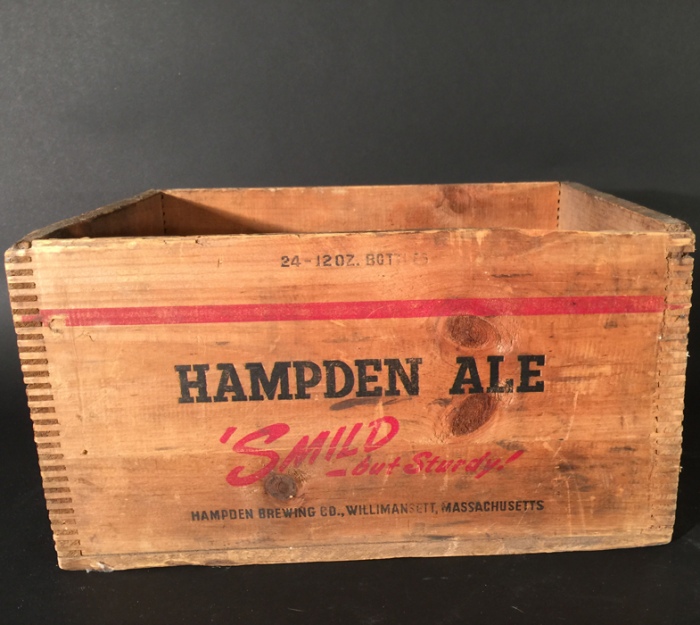 24-12 OZ. BOTTLES
HAMPDEN ALE
'SMILD
-but Sturdy!
HAMPDEN BREWING CO., WILLIMANSETT, MASSACHUSETTS